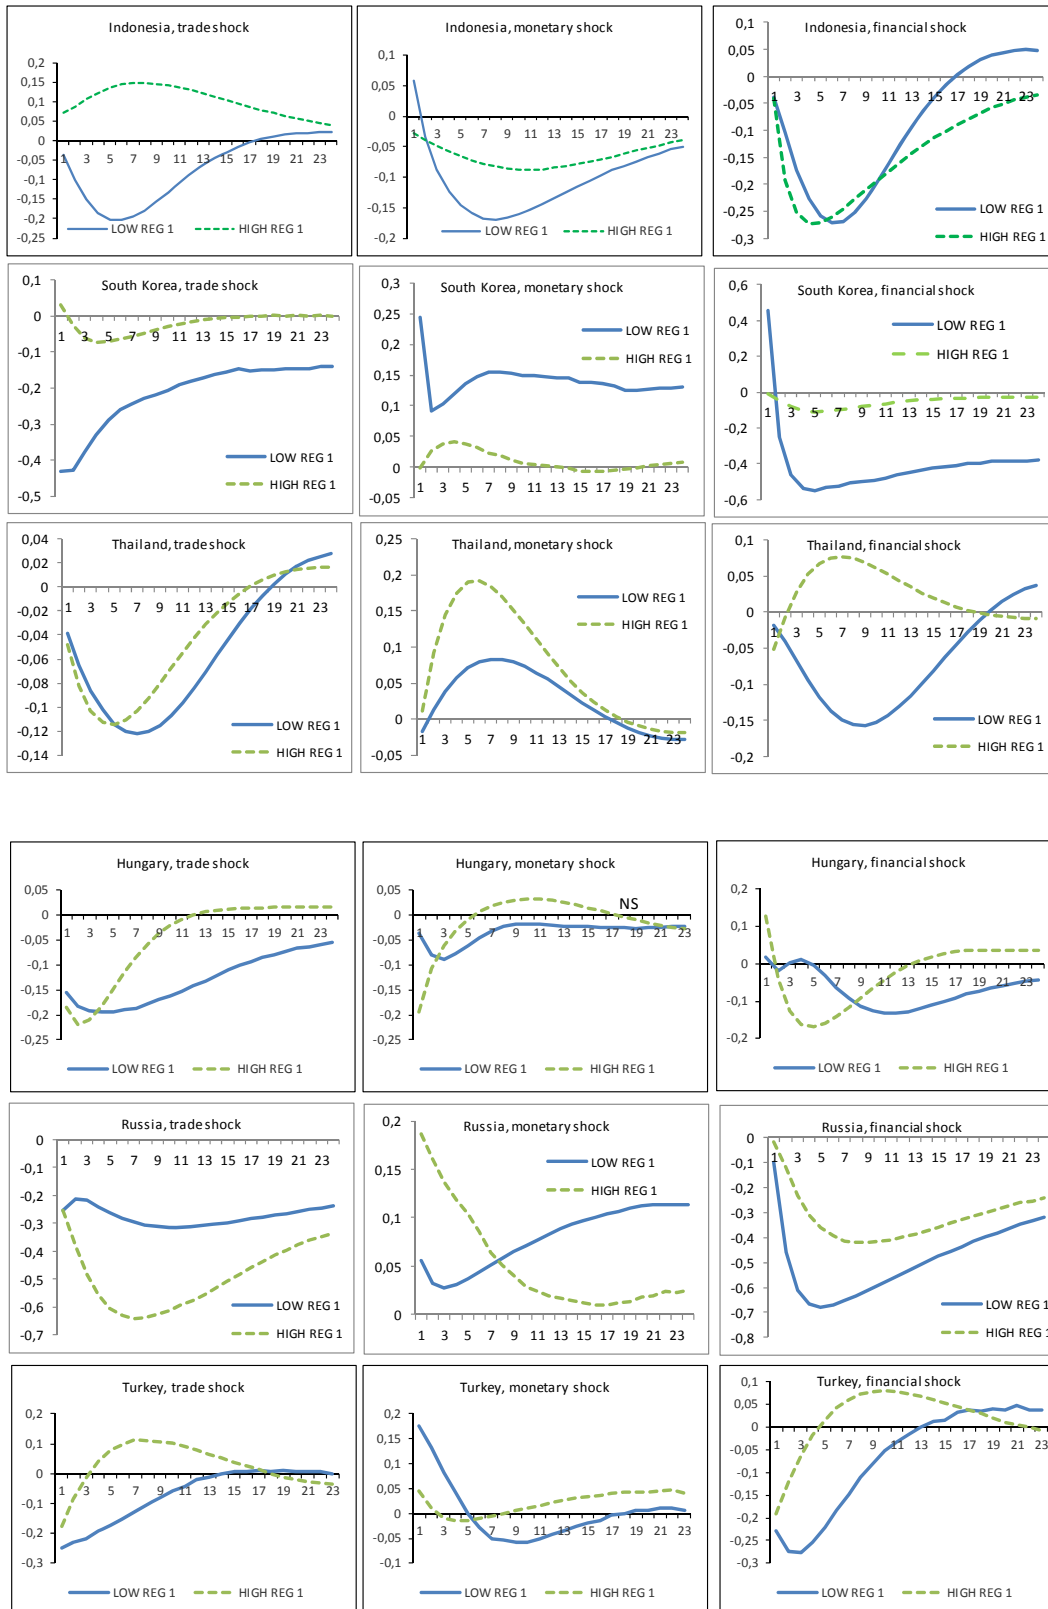 Indonesia, trade shock
0,2
0,15
0,1
0,05
0
-0,05
-0,1
-0,15
-0,2
-0,25
1 3 5 7 9 11 13 15 17 19 21 23
LOW REG 1 HIGH REG 1
Indonesia, monetary shock
0,1
0,05
0
-0,05
-0,1
-0,15
-0,2
1 3 5 7 9 11 13 15 17 19 21 23
LOW REG 1 HIGH REG 1
Indonesia, financial shock
0,1
0,05
0
-0,05
-0,1
-0,15
-0,2
-0,25
-0,3
1 3 5 7 9 11 13 15 17 19 21 23
LOW REG 1
HIGH REG 1
South Korea, trade shock
0,1
0
-0,1
-0,2
-0,3
-0,4
-0,5
1 3 5 7 9 11 13 15 17 19 21 23
LOW REG 1
HIGH REG 1
South Korea, monetary shock
0,3
0,2
0,15
0,1
0,05
0
-0,05
1 3 5 7 9 11 13 15 17 19 21 23
LOW REG 1
HIGH REG 1
South Korea, financial shock
0,6
0,4
0,2
0
-0,2
-0,4
-0,6
1 3 5 7 9 11 13 15 17 19 21 23
LOW REG 1
HIGH REG 1
Thailand, trade shock
0,04
0,02
0
-0,02
-0,04
-0,06
-0,08
-0,1
-0,12
-0,14
1 3 5 7 9 11 13 15 17 19 21 23
LOW REG 1
HIGH REG 1
Thailand, monetary shock
0,25
0,2
0,15
0,1
0,05
0
-0,05
1 3 5 7 9 11 13 15 17 19 21 23
LOW REG 1
HIGH REG 1
Thailand, financial shock
0,1
0,05
0
-0,05
-0,1
-0,15
-0,2
1 3 5 7 9 11 13 15 17 19 21 23
LOW REG 1
HIGH REG 1
Hungary, trade shock
0,05
0
-0,05
-0,1
-0,15
-0,2
-0,25
1 3 5 7 9 11 13 15 17 19 21 23
LOW REG 1 HIGH REG 1
Hungary, monetary shock
0,05
0
-0,05
-0,1
-0,15
-0,2
-0,25
NS
1 3 5 7 9 11 13 15 17 19 21 23
LOW REG 1 HIGH REG 1
Hungary, financial shock
0,2
0,1
0
-0,1
-0,2
1 3 5 7 9 11 13 15 17 19 21 23
LOW REG 1 HIGH REG 1
Russia, trade shock
0
-0,1
-0,2
-0,3
-0,4
-0,5
-0,6
-0,7
1 3 5 7 9 11 13 15 17 19 21 23
LOW REG 1
HIGH REG 1
Russia, monetary shock
0,2
0,15
0,1
0,05
0
1 3 5 7 9 11 13 15 17 19 21 23
LOW REG 1
HIGH REG 1
Russia, financial shock
0
-0,1
-0,2
-0,3
-0,4
-0,5
-0,6
-0,7
-0,8
1 3 5 7 9 11 13 15 17 19 21 23
LOW REG 1
HIGH REG 1
Turkey, trade shock
0,2
0,1
0
-0,1
-0,2
-0,3
1 3 5 7 9 11 13 15 17 19 21 23
LOW REG 1 HIGH REG 1
Turkey, monetary shock
0,2
0,15
0,1
0,05
0
-0,05
-0,1
1 3 5 7 9 11 13 15 17 19 21 23
LOW REG 1 HIGH REG 1
Turkey, financial shock
0,1
0,05
0
-0,05
-0,1
-0,15
-0,2
-0,25
-0,3
1 3 5 7 9 11 13 15 17 19 21 23
LOW REG 1 HIGH REG 1